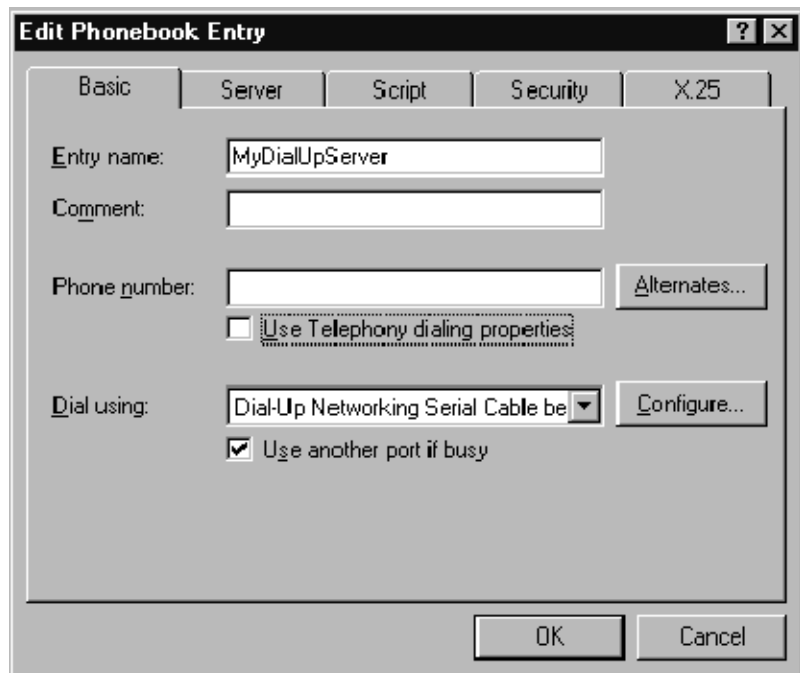 Edit Phonebook Entry
Basic Server Script Security X.25
Entry name: MyDialUpServer
Comment:
Phone number: Alternates...
Use Telephony dialing properties
Dial using: Dial-Up Networking Serial Cable be Configure...
Use another port if busy
OK Cancel